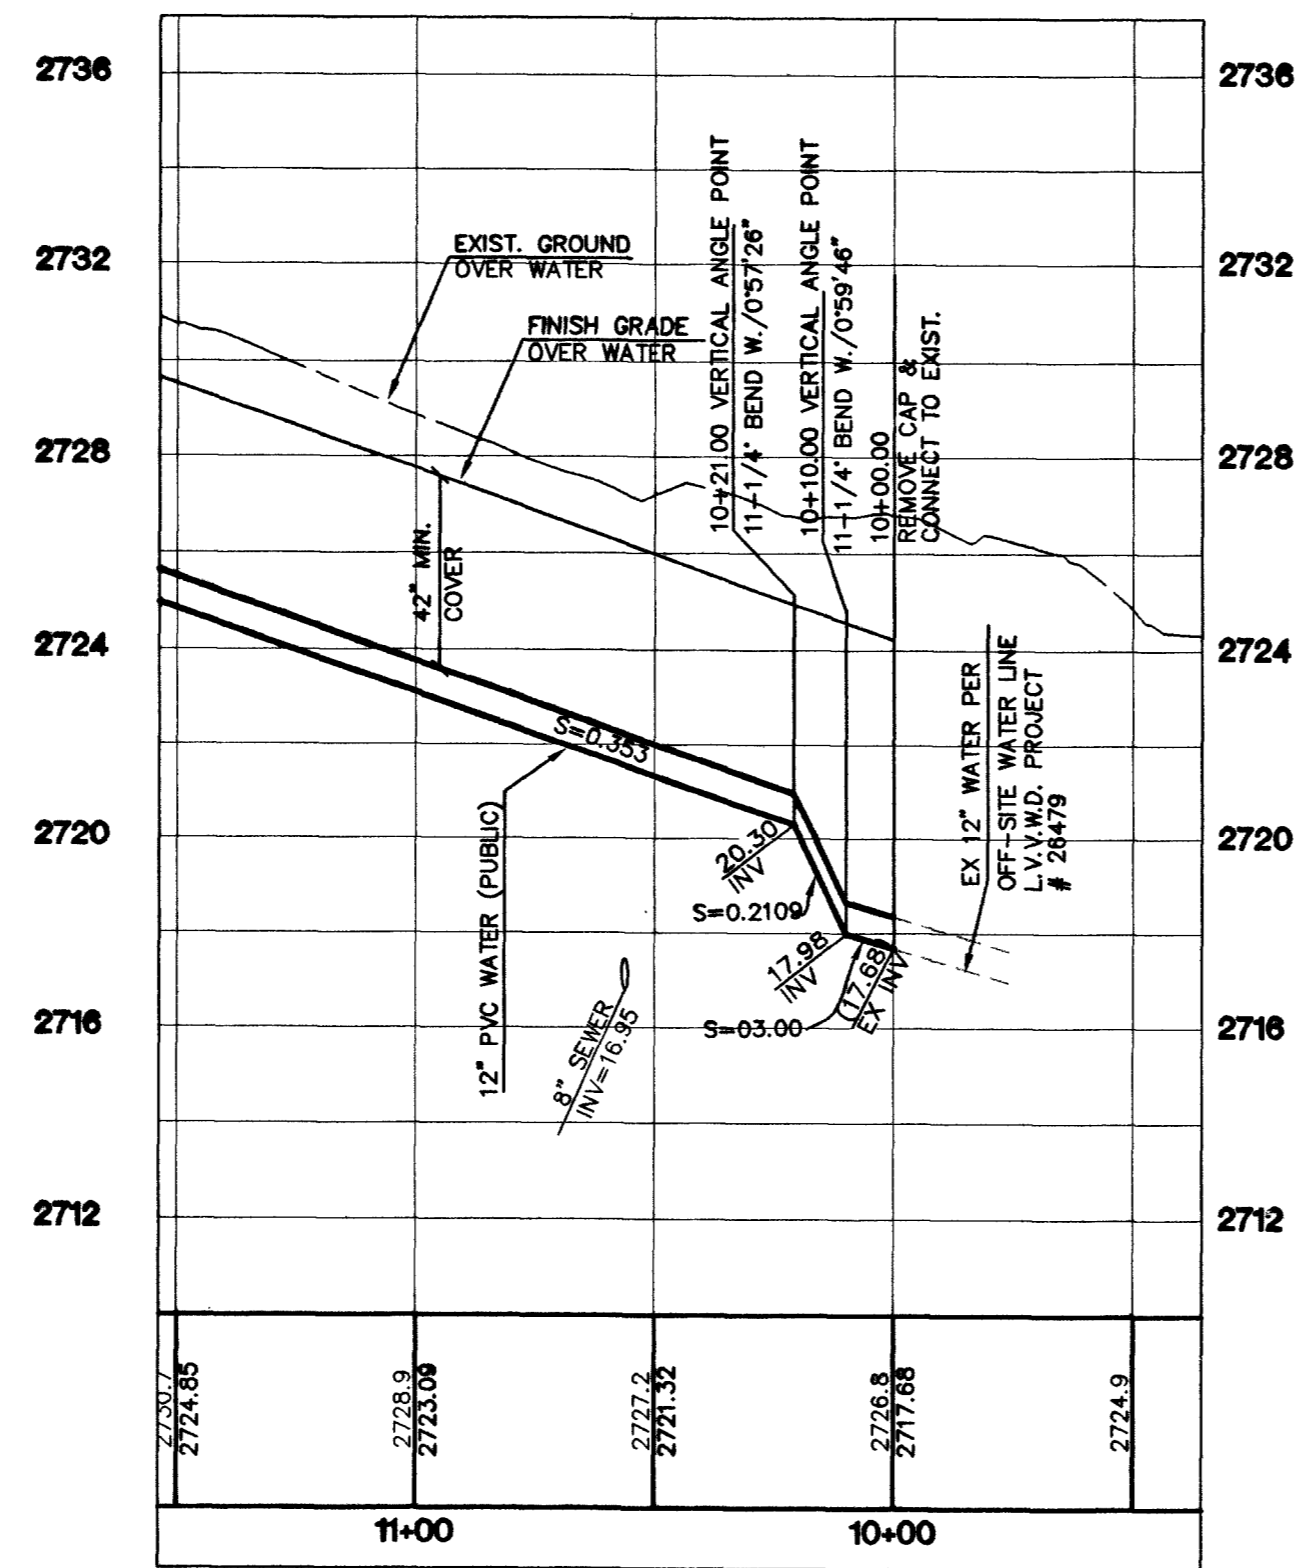 2736
2736
2732
2732
2728
2728
2724
2724
2720
2720
2716
2716
2712
2712
EXIST. GROUND
OVER WATER
FINISH GRADE
OVER WATER
10+21.00 VERTICAL ANGLE POINT
11-1/4° BEND W./0°57'26"
10+10.00 VERTICAL ANGLE POINT
11-1/4° BEND W./0°59'46"
10+00.00
REMOVE CAP &
CONNECT TO EXIST.
42" MIN.
COVER
S=0.353
12" PVC WATER (PUBLIC)
20.30
INV
S=0.2109
17.98
INV
(17.68)
EX INV
S=03.00
8" SEWER
INV=16.95
EX 12" WATER PER
OFF-SITE WATER LINE
L.V.V.W.D. PROJECT
# 26479
2724.85
2728.9
2723.09
2727.2
2721.32
2726.8
2717.68
2724.9
11+00
10+00